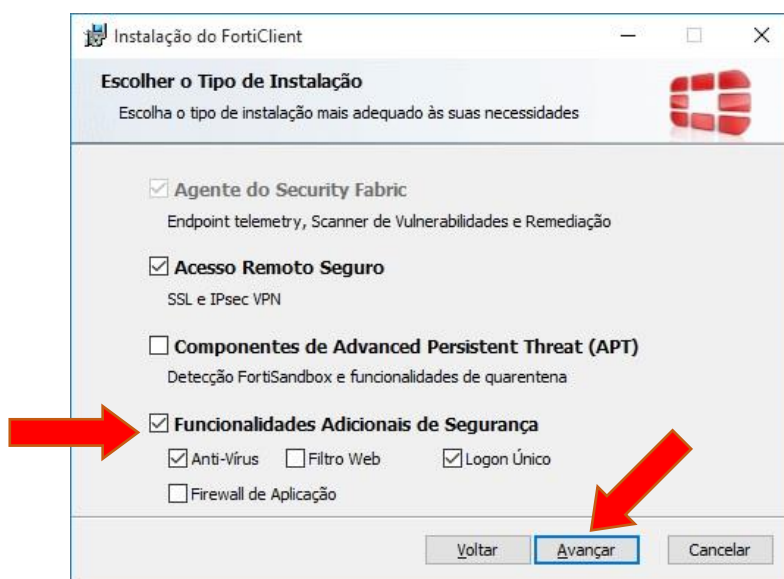 Instalação do FortiClient
Escolher o Tipo de Instalação
Escolha o tipo de instalação mais adequado às suas necessidades
Agente do Security Fabric
Endpoint telemetry, Scanner de Vulnerabilidades e Remediação
Acesso Remoto Seguro
SSL e IPsec VPN
Componentes de Advanced Persistent Threat (APT)
Detecção FortiSandbox e funcionalidades de quarentena
Funcionalidades Adicionais de Segurança
Anti-Vírus Filtro Web Logon Único
Firewall de Aplicação
Voltar Avançar Cancelar